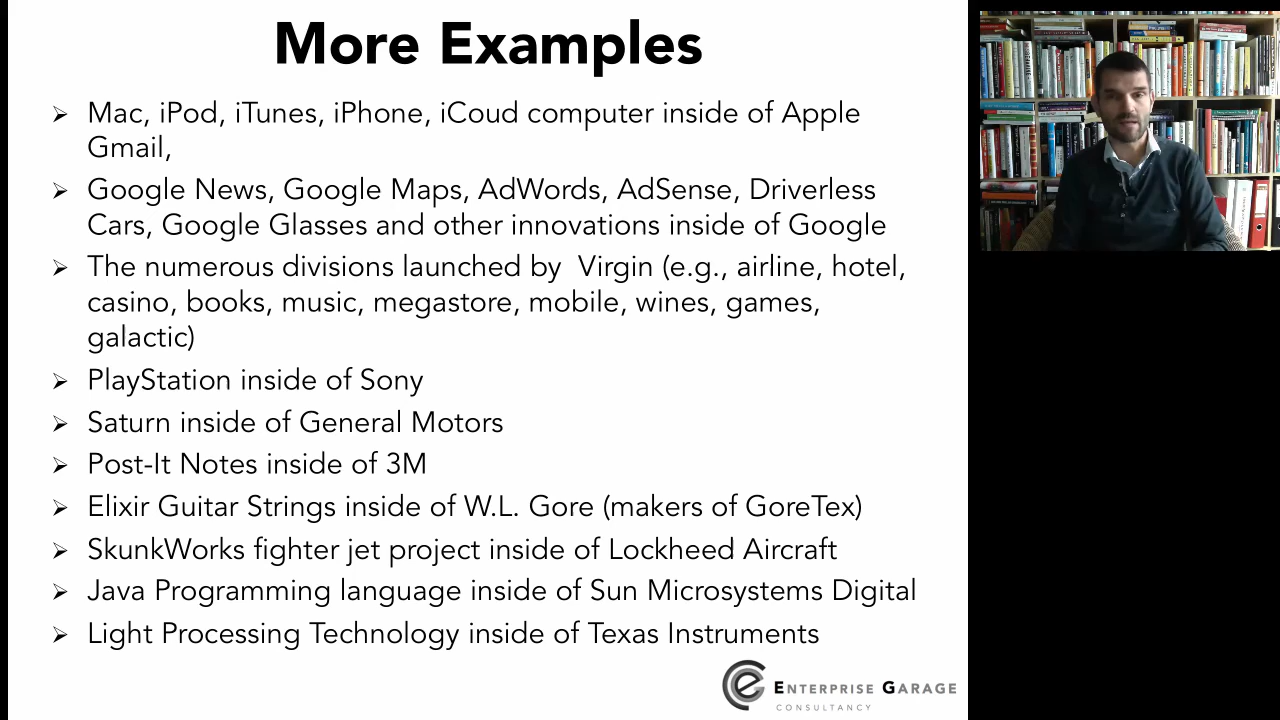 More Examples
Mac, iPod, iTunes, iPhone, iCoud computer inside of Apple
Gmail,
Google News, Google Maps, AdWords, AdSense, Driverless
Cars, Google Glasses and other innovations inside of Google
The numerous divisions launched by  Virgin (e.g., airline, hotel,
casino, books, music, megastore, mobile, wines, games,
galactic)
PlayStation inside of Sony
Saturn inside of General Motors
Post-It Notes inside of 3M
Elixir Guitar Strings inside of W.L. Gore (makers of GoreTex)
SkunkWorks fighter jet project inside of Lockheed Aircraft
Java Programming language inside of Sun Microsystems Digital
Light Processing Technology inside of Texas Instruments
ENTERPRISE GARAGE
CONSULTANCY